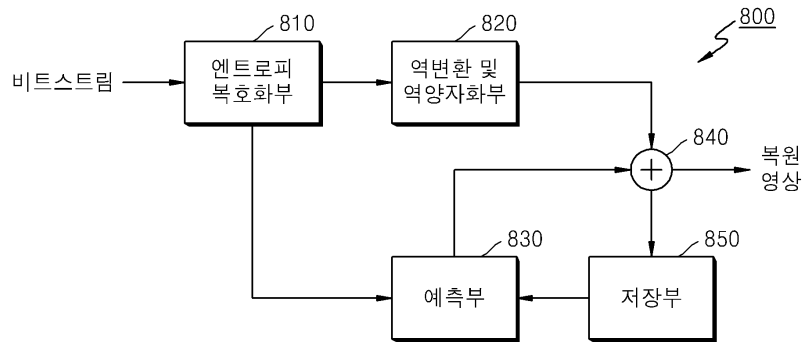 800
810
820
비트스트림
엔트로피
복호화부
역변환 및
역양자화부
840
복원
영상
830
850
예측부
저장부